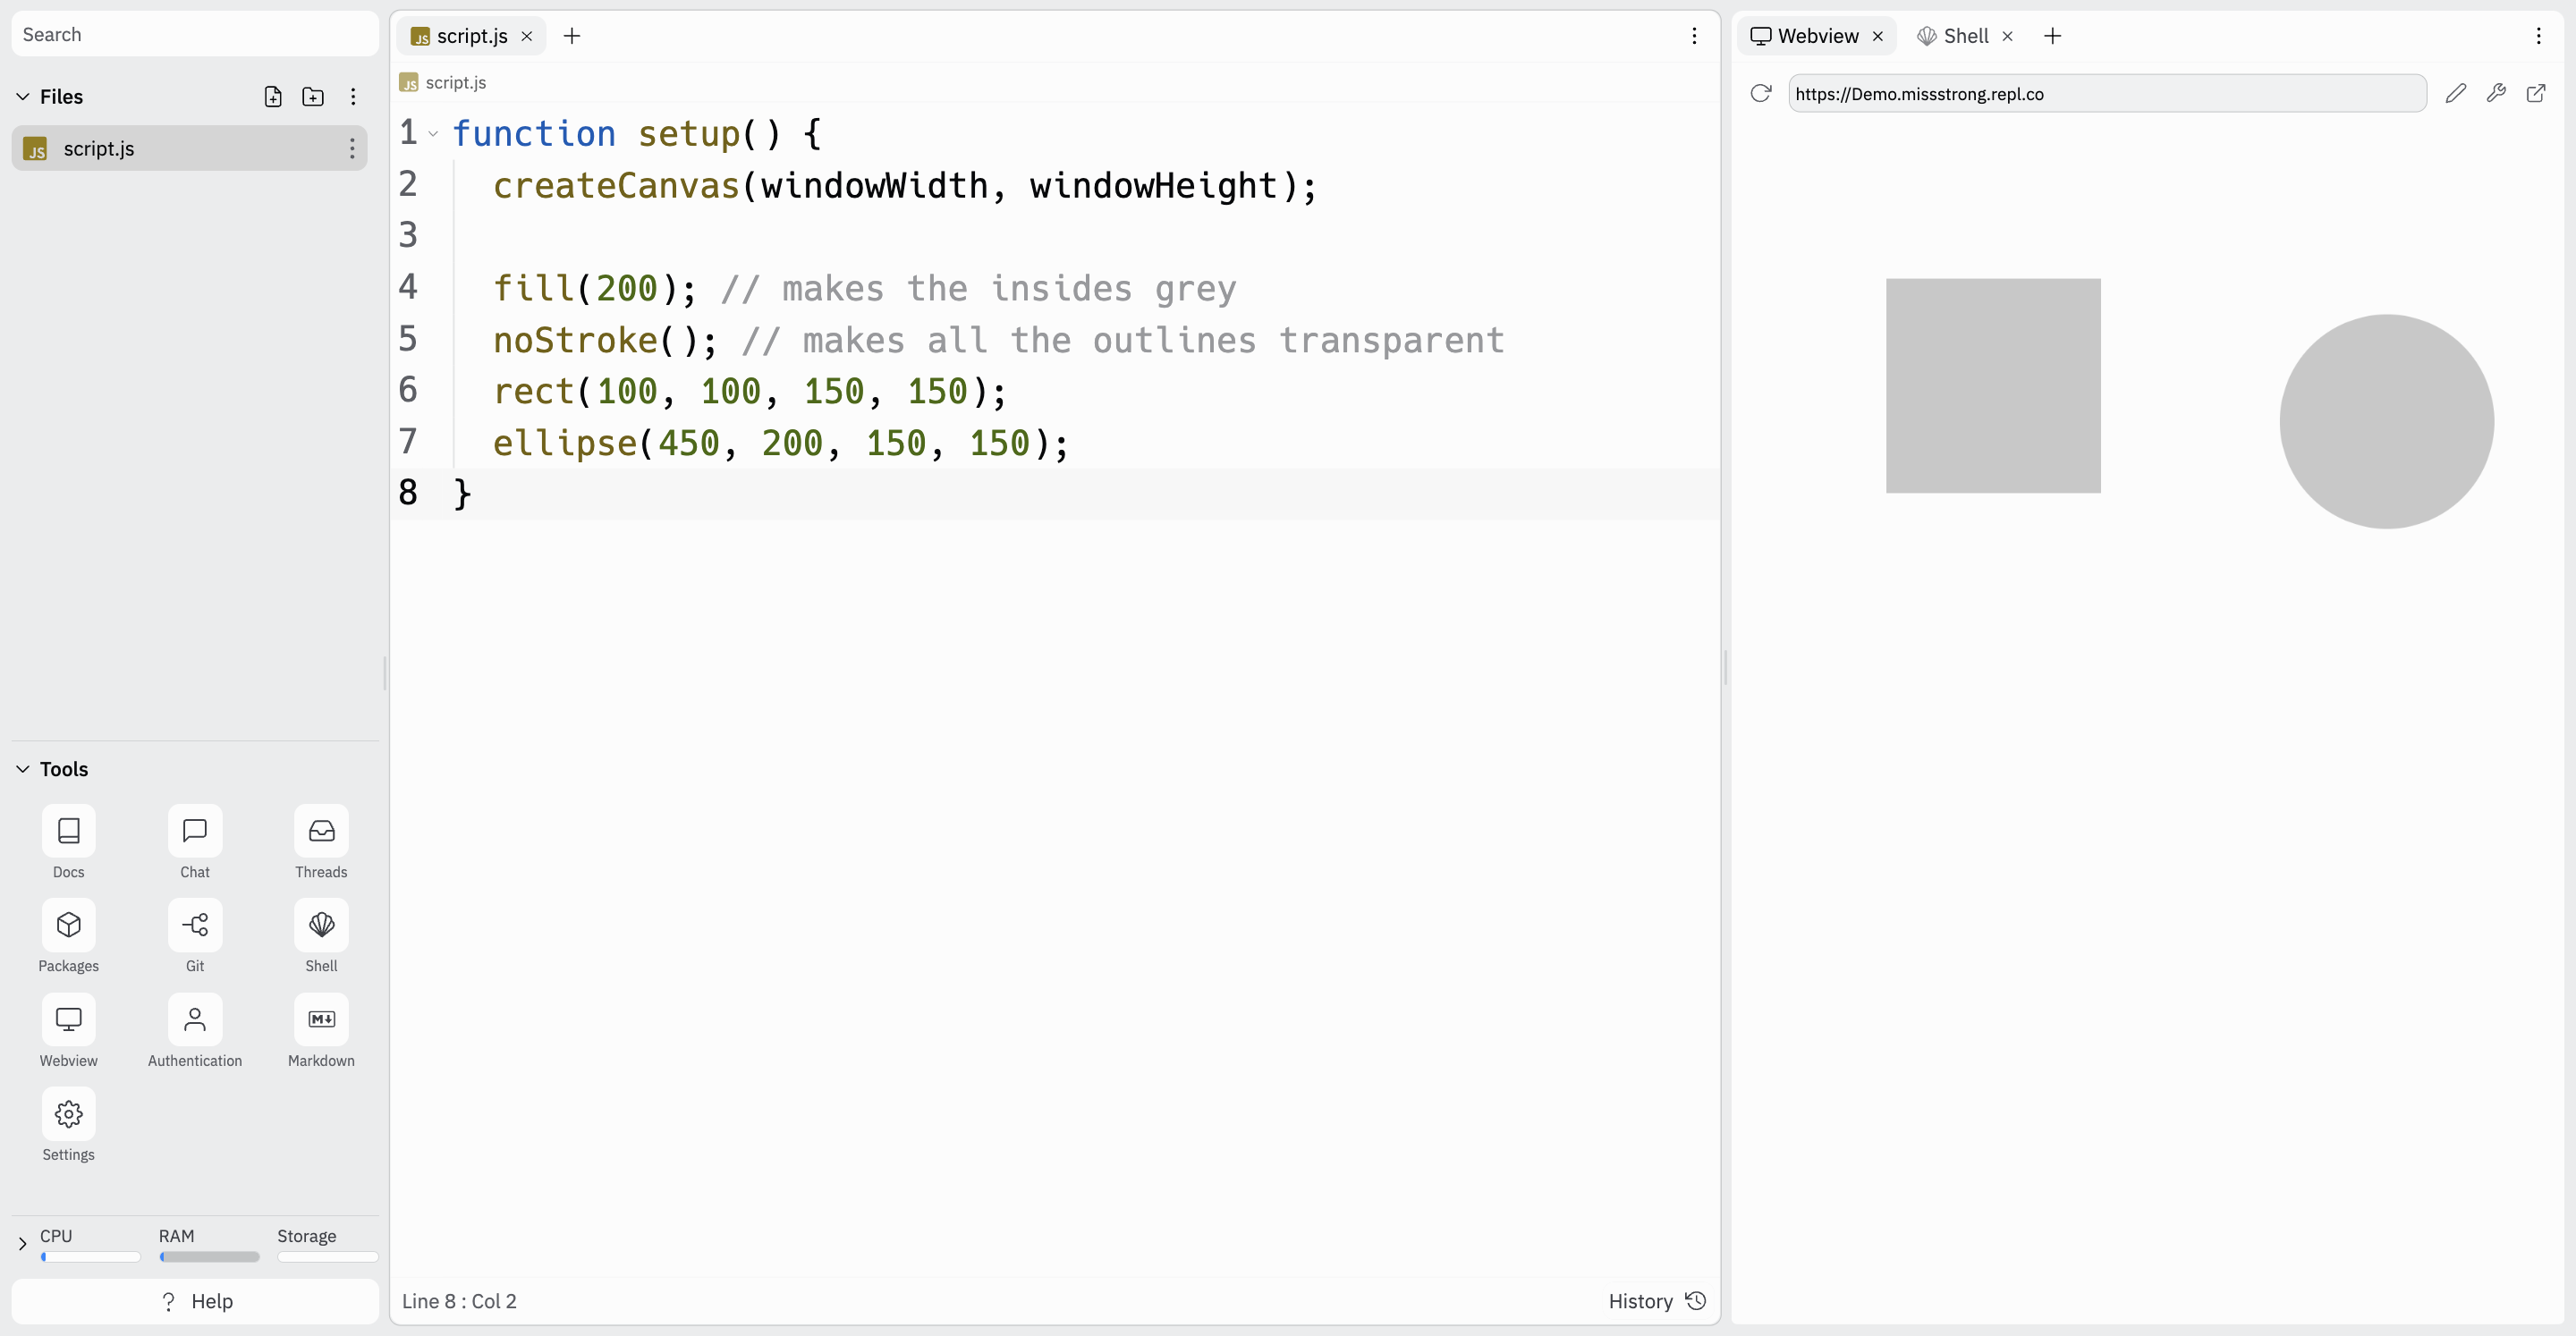 Search
Files
JS script.js
Tools
Docs Chat Threads
Packages Git Shell
Webview Authentication Markdown
Settings
CPU RAM Storage
? Help
JS script.js
JS script.js
1 function setup() {
2 createCanvas(windowWidth, windowHeight);
3
4 fill(200); // makes the insides grey
5 noStroke(); // makes all the outlines transparent
6 rect(100, 100, 150, 150);
7 ellipse(450, 200, 150, 150);
8 }
Line 8 : Col 2 History
Webview Shell
https://Demo.missstrong.repl.co